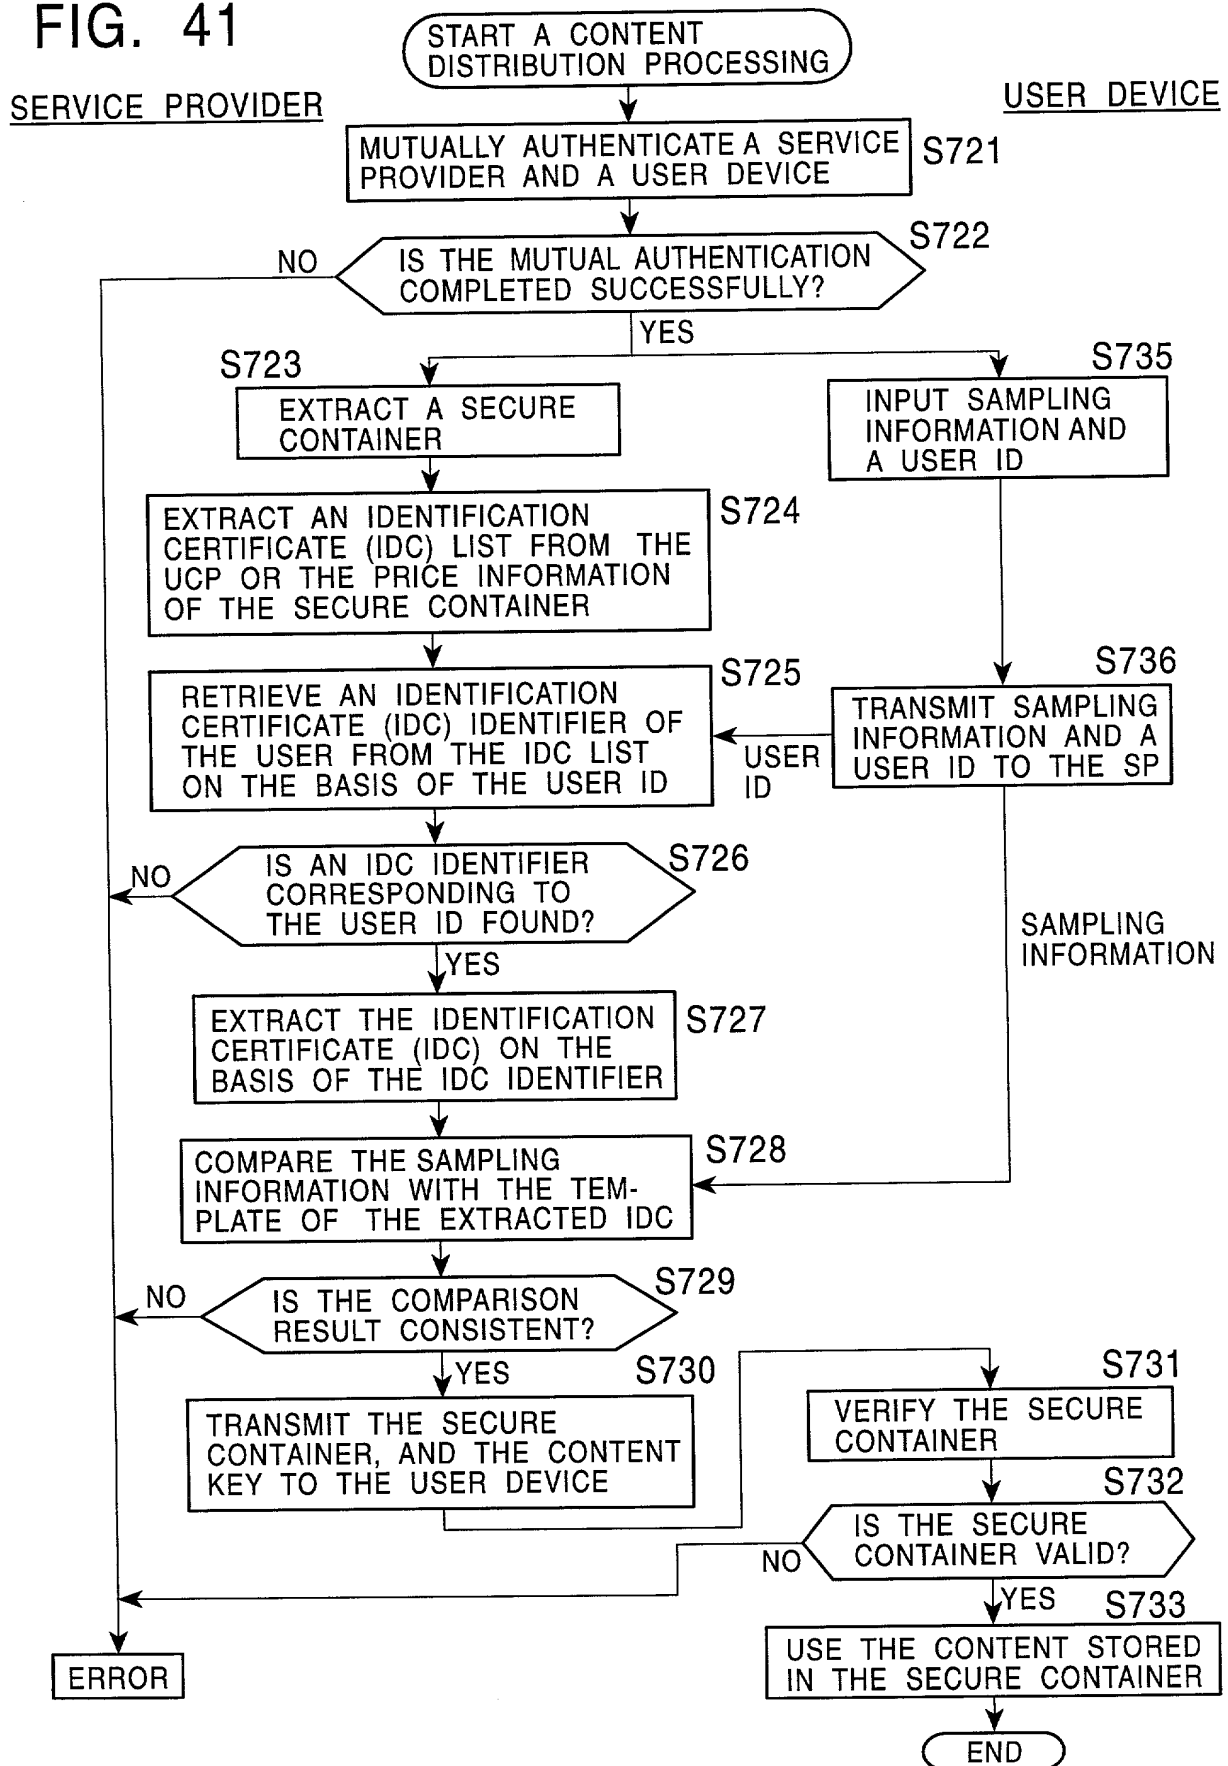 FIG. 41
START A CONTENT
DISTRIBUTION PROCESSING
SERVICE PROVIDER
USER DEVICE
MUTUALLY AUTHENTICATE A SERVICE
PROVIDER AND A USER DEVICE
S721
S722
NO
IS THE MUTUAL AUTHENTICATION
COMPLETED SUCCESSFULLY?
YES
S723
EXTRACT A SECURE
CONTAINER
S735
INPUT SAMPLING
INFORMATION AND
A USER ID
S724
EXTRACT AN IDENTIFICATION
CERTIFICATE (IDC) LIST FROM THE
UCP OR THE PRICE INFORMATION
OF THE SECURE CONTAINER
S725
RETRIEVE AN IDENTIFICATION
CERTIFICATE (IDC) IDENTIFIER OF
THE USER FROM THE IDC LIST
ON THE BASIS OF THE USER ID
S736
TRANSMIT SAMPLING
INFORMATION AND A
USER ID TO THE SP
USER
ID
S726
NO
IS AN IDC IDENTIFIER
CORRESPONDING TO
THE USER ID FOUND?
YES
SAMPLING
INFORMATION
S727
EXTRACT THE IDENTIFICATION
CERTIFICATE (IDC) ON THE
BASIS OF THE IDC IDENTIFIER
S728
COMPARE THE SAMPLING
INFORMATION WITH THE TEM-
PLATE OF THE EXTRACTED IDC
S729
NO
IS THE COMPARISON
RESULT CONSISTENT?
YES
S730
TRANSMIT THE SECURE
CONTAINER, AND THE CONTENT
KEY TO THE USER DEVICE
S731
VERIFY THE SECURE
CONTAINER
S732
IS THE SECURE
CONTAINER VALID?
NO
YES
S733
USE THE CONTENT STORED
IN THE SECURE CONTAINER
ERROR
END